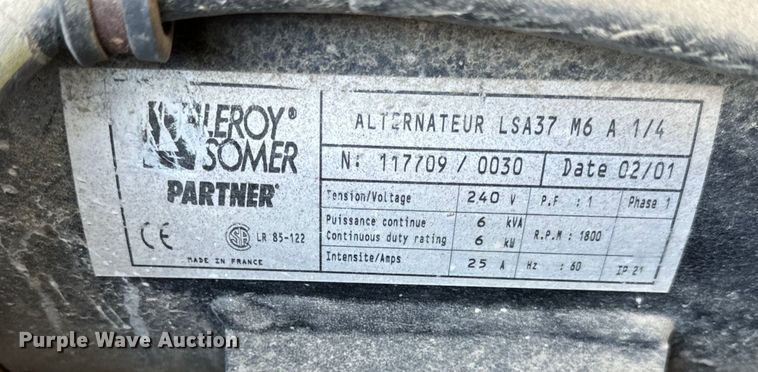 LEROY®
SOMER
PARTNER®
CE
SA LR 85-122
MADE IN FRANCE
ALTERNATEUR LSA37 M6 A 1/4
N: 117709 / 0030 Date 02/01
Tension/Voltage 240 V P.F : 1 Phase 1
Puissance continue 6 kVA
Continuous duty rating 6 kW R.P.M : 1800
Intensite/Amps 25 A Hz : 60 IP 21
Purple Wave Auction